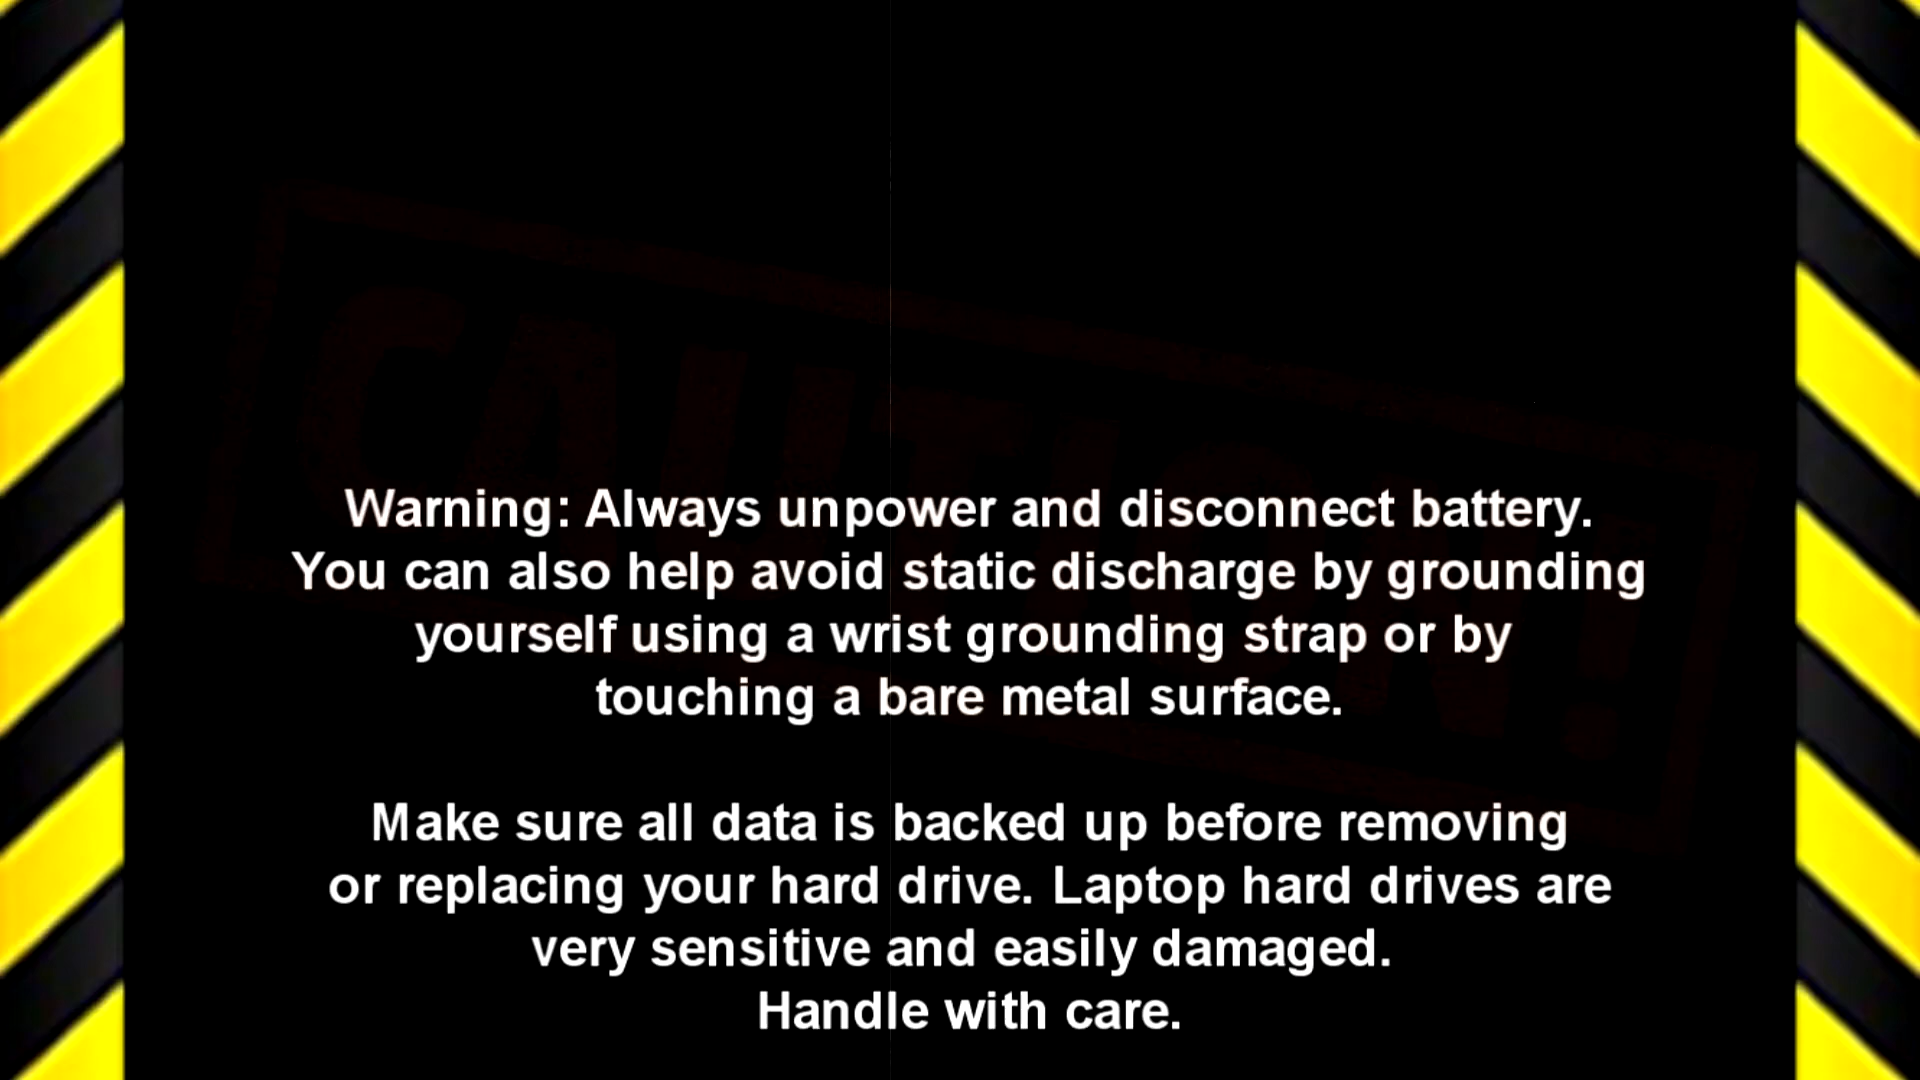 CAUTION!
Warning: Always unpower and disconnect battery.
You can also help avoid static discharge by grounding
yourself using a wrist grounding strap or by
touching a bare metal surface.
Make sure all data is backed up before removing
or replacing your hard drive. Laptop hard drives are
very sensitive and easily damaged.
Handle with care.